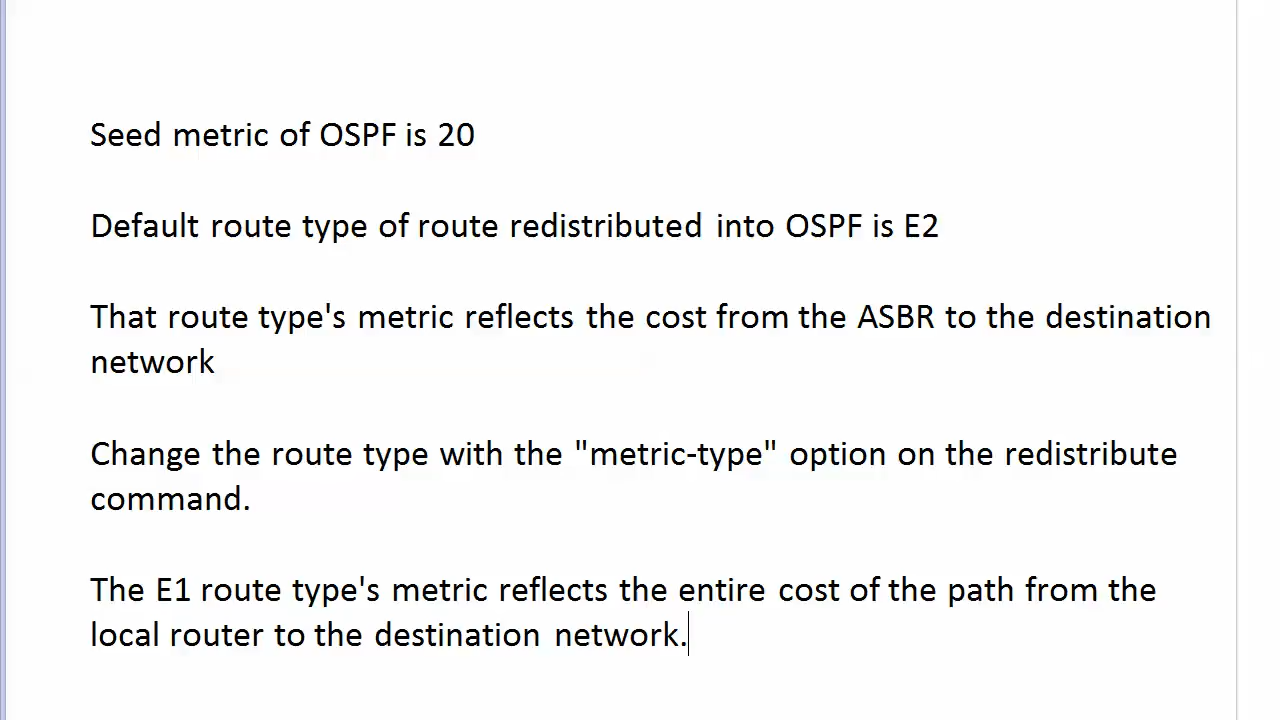 Seed metric of OSPF is 20
Default route type of route redistributed into OSPF is E2
That route type's metric reflects the cost from the ASBR to the destination
network
Change the route type with the "metric-type" option on the redistribute
command.
The E1 route type's metric reflects the entire cost of the path from the
local router to the destination network.